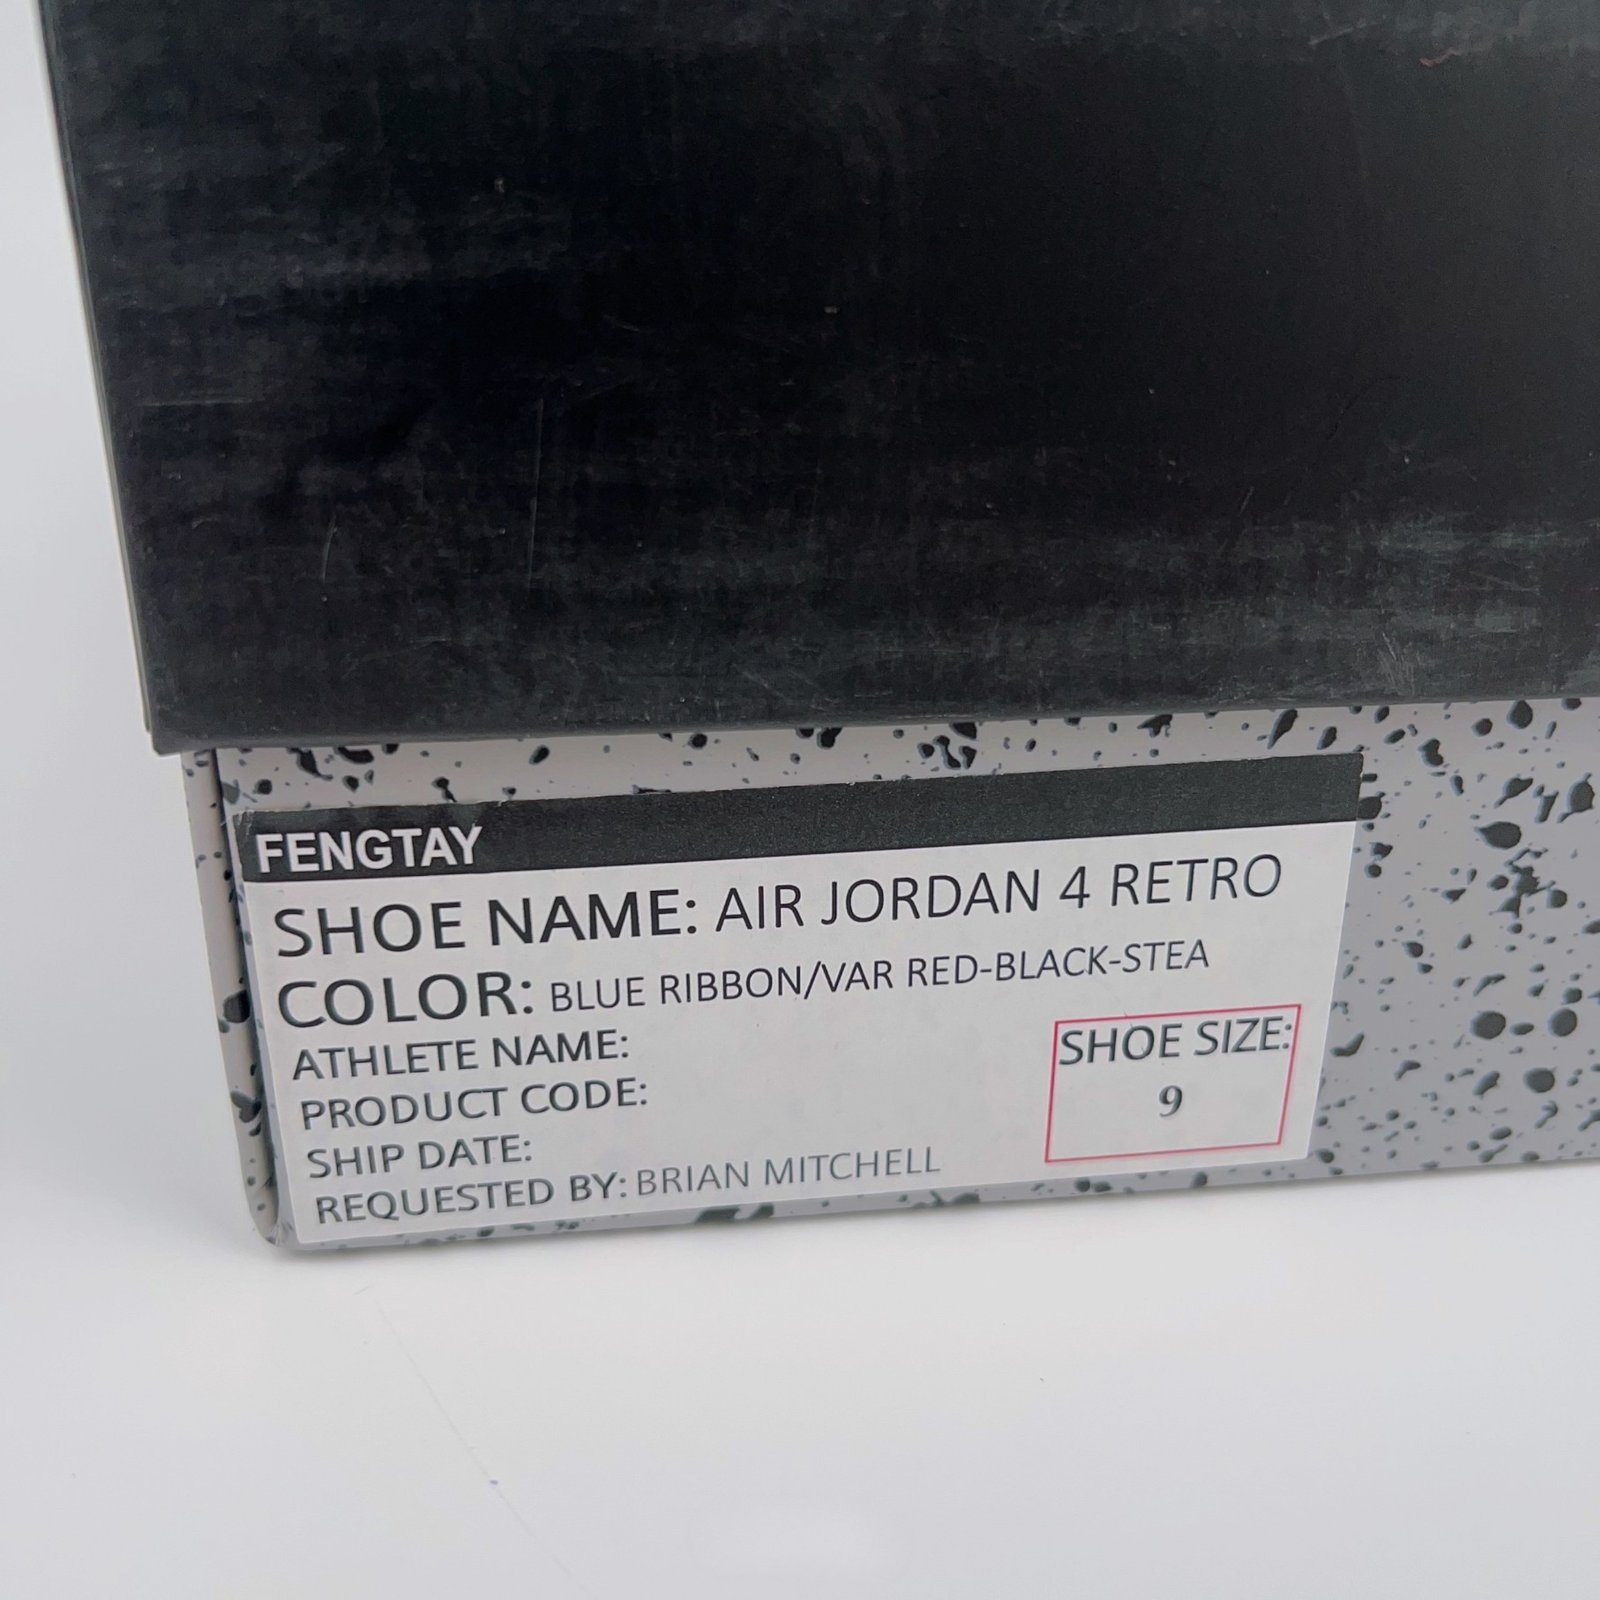 FENGTAY
SHOE NAME: AIR JORDAN 4 RETRO
COLOR: BLUE RIBBON/VAR RED-BLACK-STEA
ATHLETE NAME:
PRODUCT CODE:
SHIP DATE:
REQUESTED BY: BRIAN MITCHELL
SHOE SIZE:
9